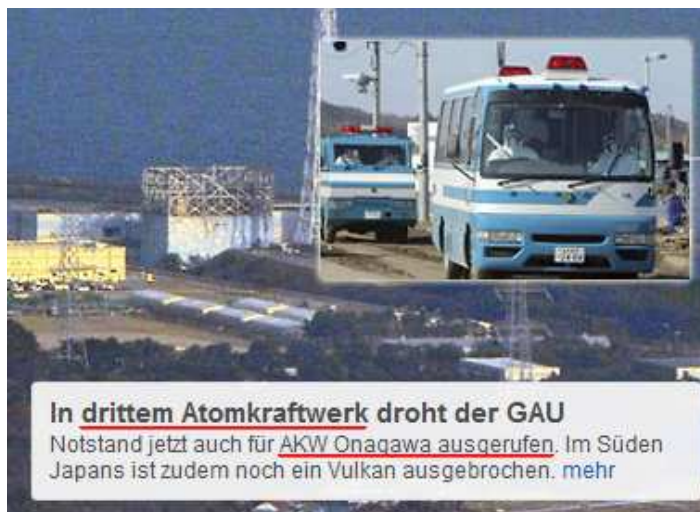 In drittem Atomkraftwerk droht der GAU
Notstand jetzt auch für AKW Onagawa ausgerufen. Im Süden
Japans ist zudem noch ein Vulkan ausgebrochen. mehr